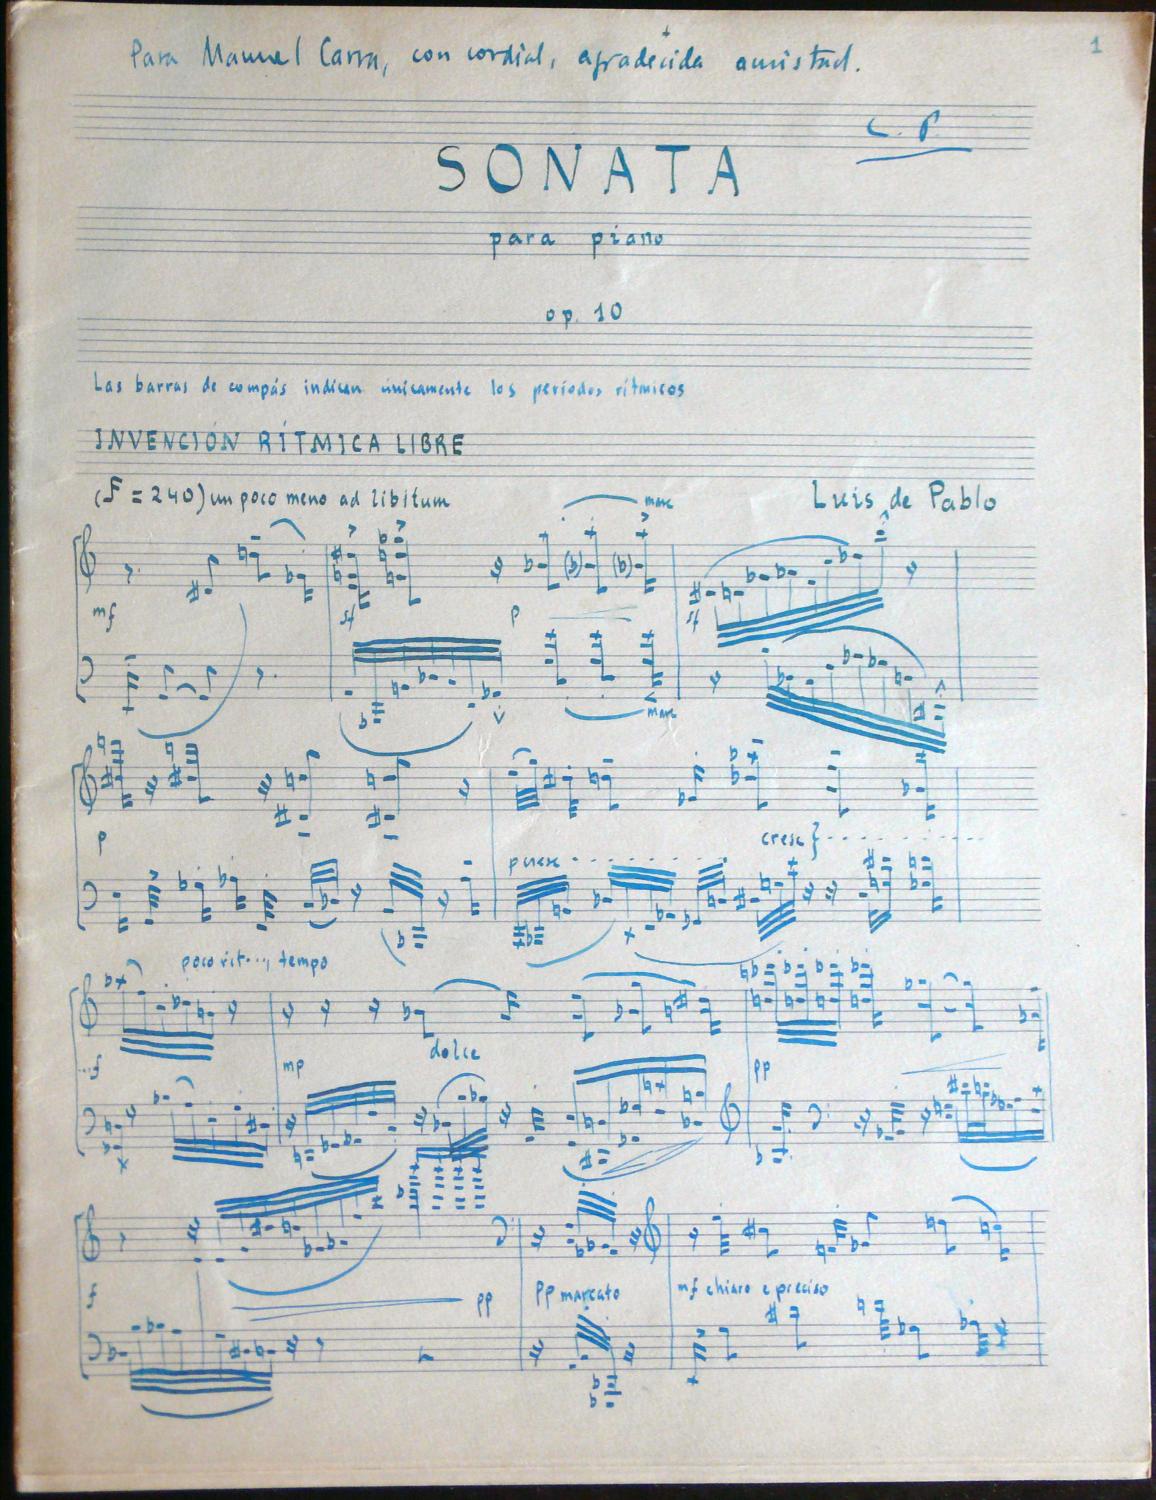 Para Manuel Carra, con cordial, agradecida amistad.
1
L. P.
SONATA
para piano
op. 10
Las barras de compás indican únicamente los períodos rítmicos
INVENCIÓN RÍTMICA LIBRE
(♪ = 240) un poco meno ad libitum
Luis de Pablo
marc
mf
sf
p
sf
marc
p
cresc
poco rit..., tempo
f
mp
dolce
pp
f
pp
pp marcato
mf chiaro e preciso